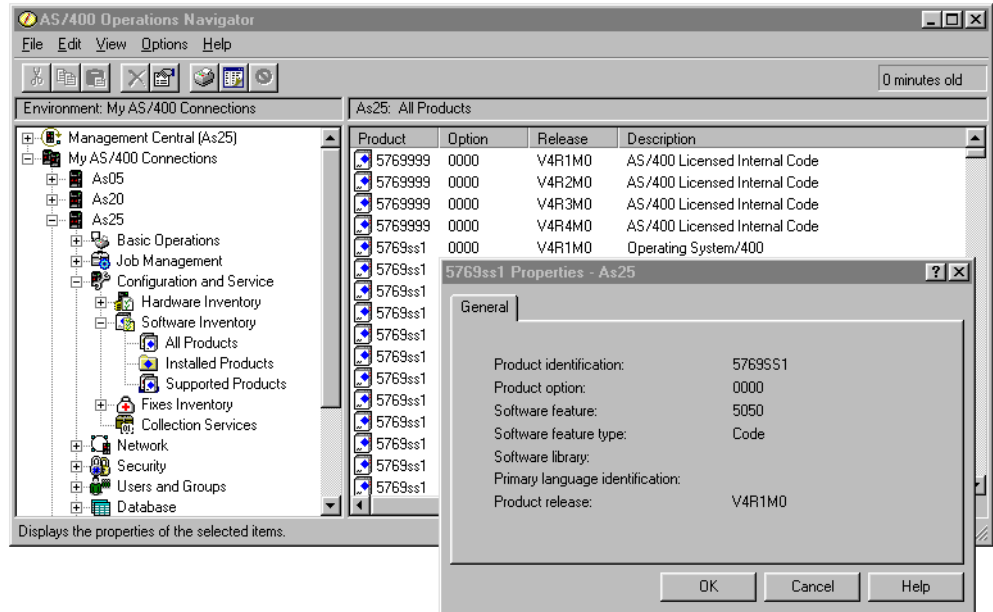 AS/400 Operations Navigator
File Edit View Options Help
0 minutes old
Environment: My AS/400 Connections
As25: All Products
Management Central (As25)
My AS/400 Connections
As05
As20
As25
Basic Operations
Job Management
Configuration and Service
Hardware Inventory
Software Inventory
All Products
Installed Products
Supported Products
Fixes Inventory
Collection Services
Network
Security
Users and Groups
Database
Product Option Release Description
5769999 0000 V4R1M0 AS/400 Licensed Internal Code
5769999 0000 V4R2M0 AS/400 Licensed Internal Code
5769999 0000 V4R3M0 AS/400 Licensed Internal Code
5769999 0000 V4R4M0 AS/400 Licensed Internal Code
5769ss1 0000 V4R1M0 Operating System/400
5769ss1
5769ss1
5769ss1
5769ss1
5769ss1
5769ss1
5769ss1
5769ss1
5769ss1
5769ss1
5769ss1
Displays the properties of the selected items.
5769ss1 Properties - As25
General
Product identification: 5769SS1
Product option: 0000
Software feature: 5050
Software feature type: Code
Software library:
Primary language identification:
Product release: V4R1M0
OK Cancel Help